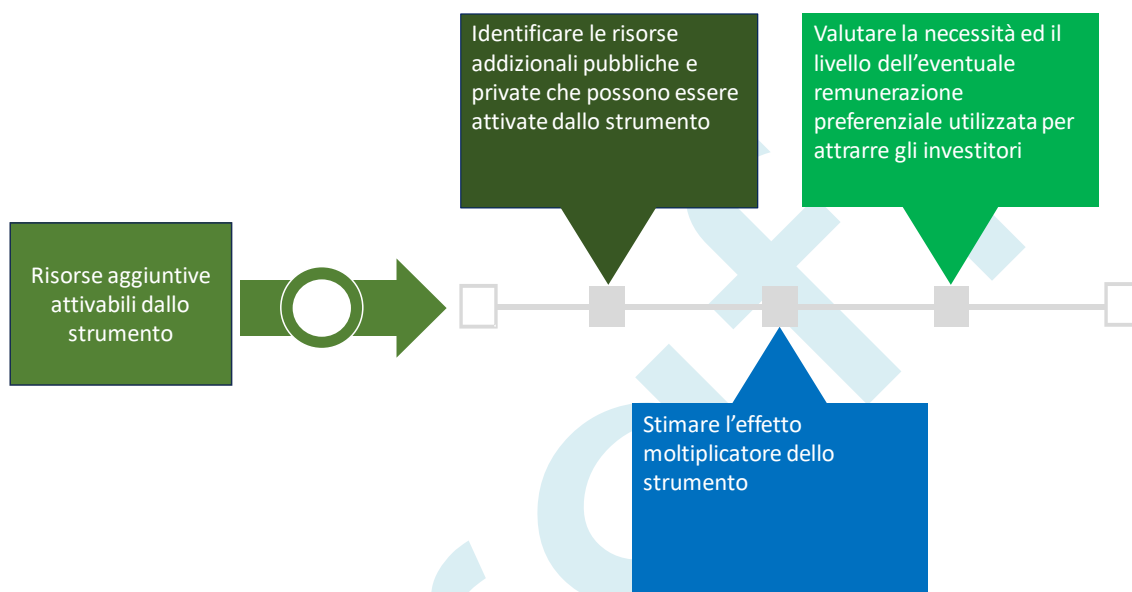 Identificare le risorse
addizionali pubbliche e
private che possono essere
attivate dallo strumento
Valutare la necessità ed il
livello dell’eventuale
remunerazione
preferenziale utilizzata per
attrarre gli investitori
Risorse aggiuntive
attivabili dallo
strumento
Stimare l’effetto
moltiplicatore dello
strumento